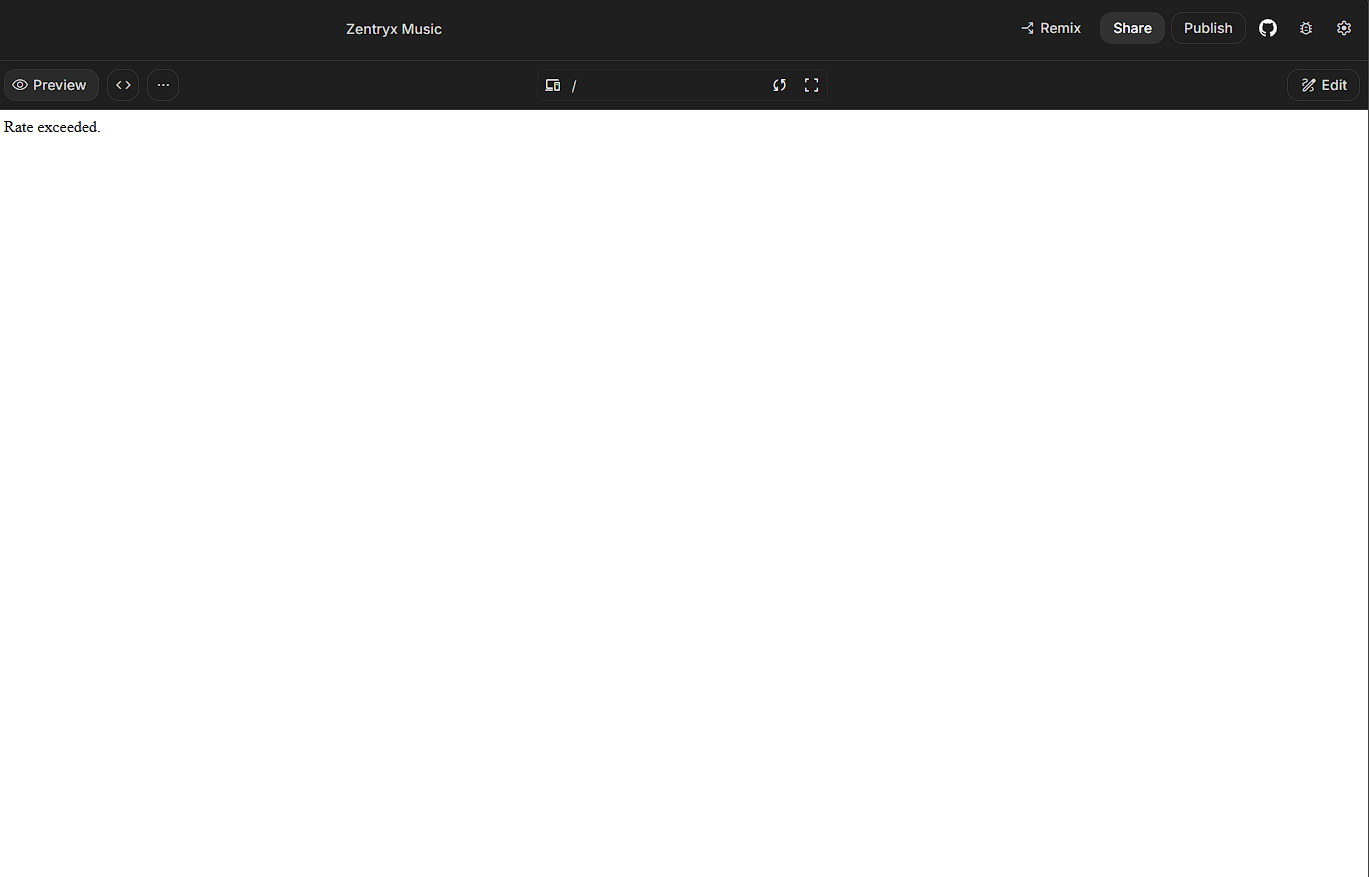 Zentryx Music
Remix
Share
Publish
Preview
/
Edit
Rate exceeded.